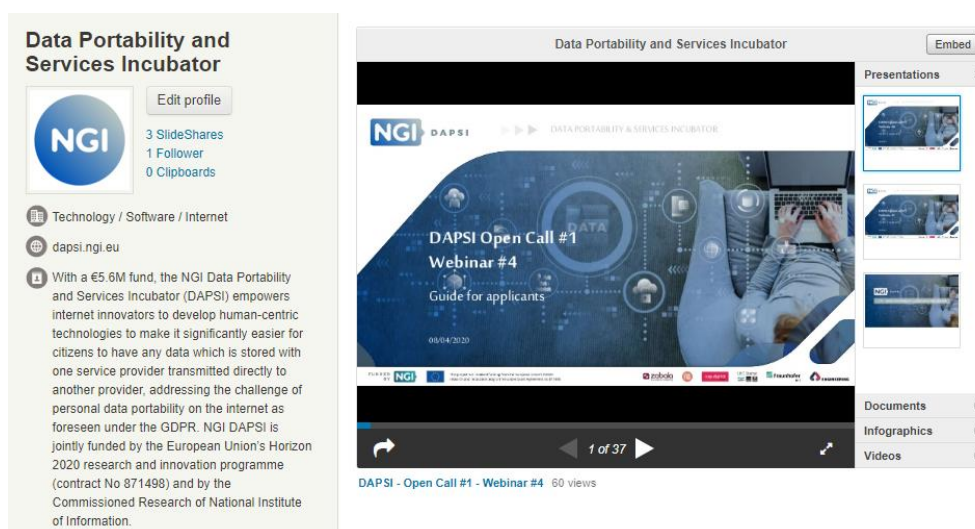 Data Portability and
Services Incubator
NGI
Edit profile
3 SlideShares
1 Follower
0 Clipboards
Technology / Software / Internet
dapsi.ngi.eu
With a €5.6M fund, the NGI Data Portability
and Services Incubator (DAPSI) empowers
internet innovators to develop human-centric
technologies to make it significantly easier for
citizens to have any data which is stored with
one service provider transmitted directly to
another provider, addressing the challenge of
personal data portability on the internet as
foreseen under the GDPR. NGI DAPSI is
jointly funded by the European Union's Horizon
2020 research and innovation programme
(contract No 871498) and by the
Commissioned Research of National Institute
of Information.
Data Portability and Services Incubator
Embed
NGI DAPSI DATA PORTABILITY & SERVICES INCUBATOR
DATA
DAPSI Open Call #1
Webinar #4
Guide for applicants
08/04/2020
FUNDED
BY
NGI
zabala
Fraunhofer
ENGINEERING
1 of 37
DAPSI - Open Call #1 - Webinar #4 60 views
Presentations
NGI
Documents
Infographics
Videos